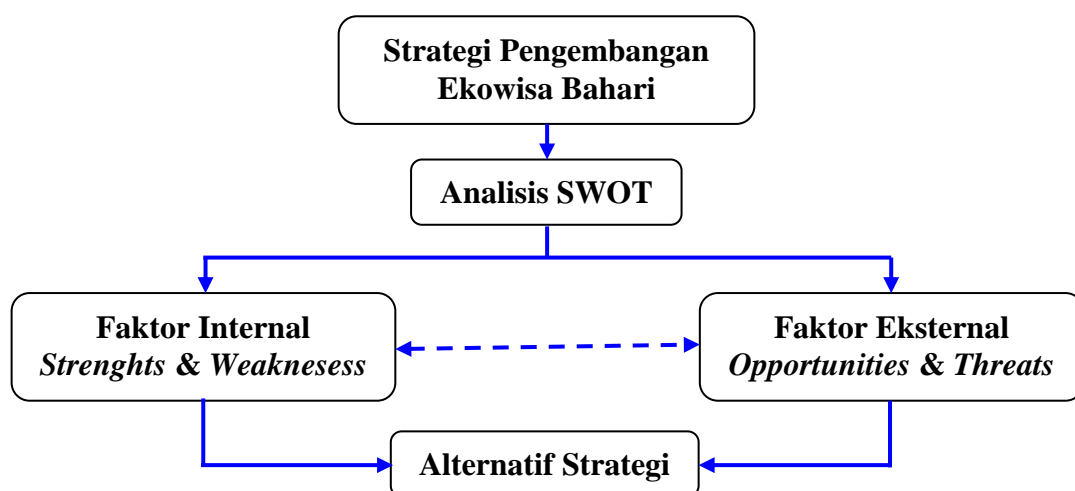 Strategi Pengembangan
Ekowisa Bahari
Analisis SWOT
Faktor Internal
Strenghts & Weaknesess
Faktor Eksternal
Opportunities & Threats
Alternatif Strategi